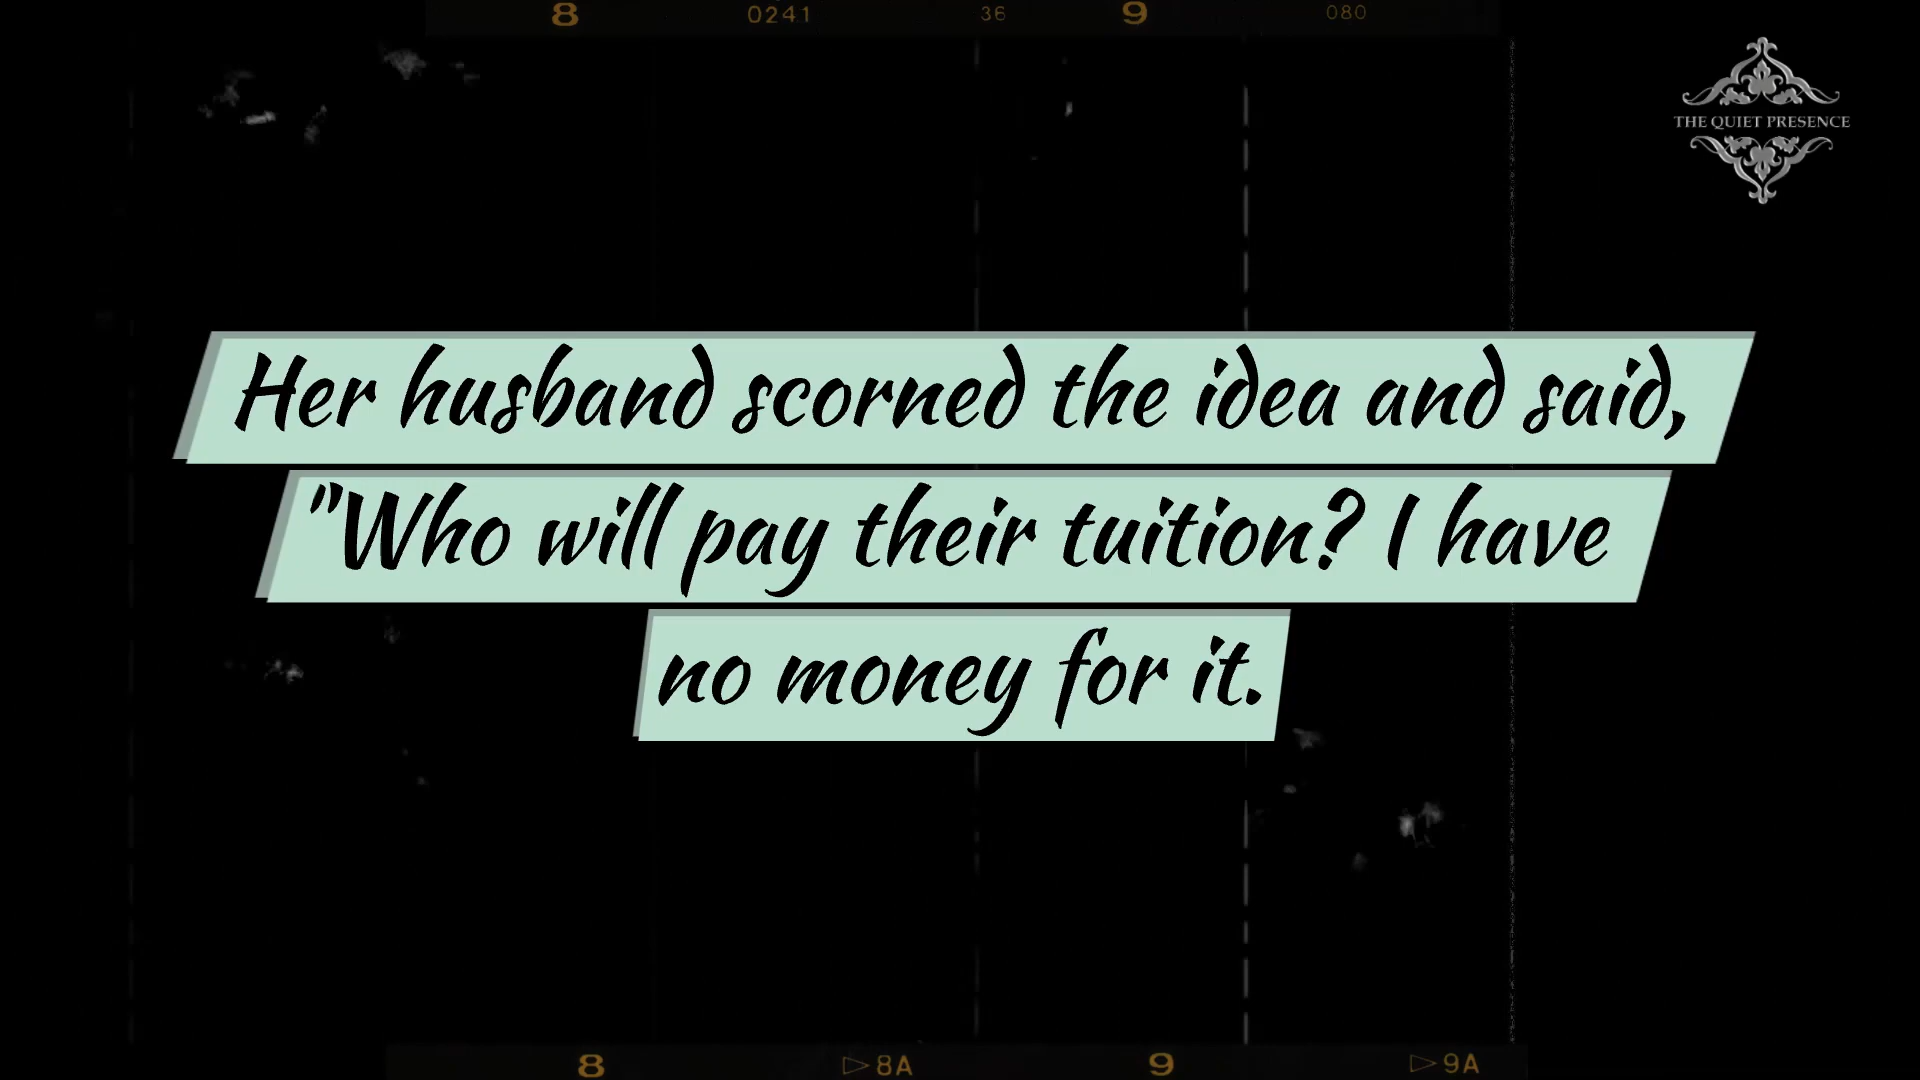 8 0241 36 9 080
THE QUIET PRESENCE
Her husband scorned the idea and said,
"Who will pay their tuition? I have
no money for it.
8 ▷8A 9 ▷9A